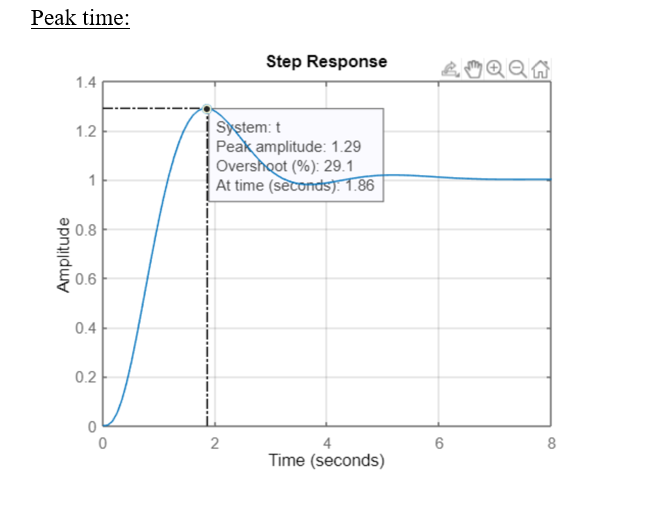 Peak time:
Step Response
1.4
1.2
1
0.8
0.6
0.4
0.2
0
Amplitude
System: t
Peak amplitude: 1.29
Overshoot (%): 29.1
At time (seconds): 1.86
0 2 4 6 8
Time (seconds)